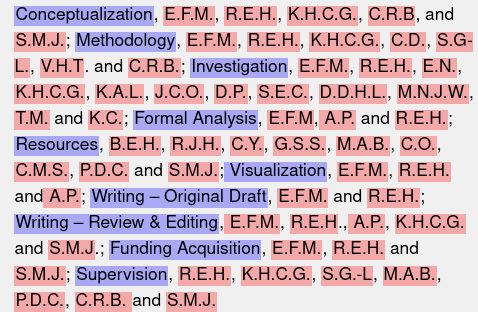 Conceptualization, E.F.M., R.E.H., K.H.C.G., C.R.B, and
S.M.J.; Methodology, E.F.M., R.E.H., K.H.C.G., C.D., S.G-
L., V.H.T. and C.R.B.; Investigation, E.F.M., R.E.H., E.N.,
K.H.C.G., K.A.L., J.C.O., D.P., S.E.C., D.D.H.L., M.N.J.W.,
T.M. and K.C.; Formal Analysis, E.F.M, A.P. and R.E.H.;
Resources, B.E.H., R.J.H., C.Y., G.S.S., M.A.B., C.O.,
C.M.S., P.D.C. and S.M.J.; Visualization, E.F.M., R.E.H.
and A.P.; Writing – Original Draft, E.F.M. and R.E.H.;
Writing – Review & Editing, E.F.M., R.E.H., A.P., K.H.C.G.
and S.M.J.; Funding Acquisition, E.F.M., R.E.H. and
S.M.J.; Supervision, R.E.H., K.H.C.G., S.G.-L, M.A.B.,
P.D.C., C.R.B. and S.M.J